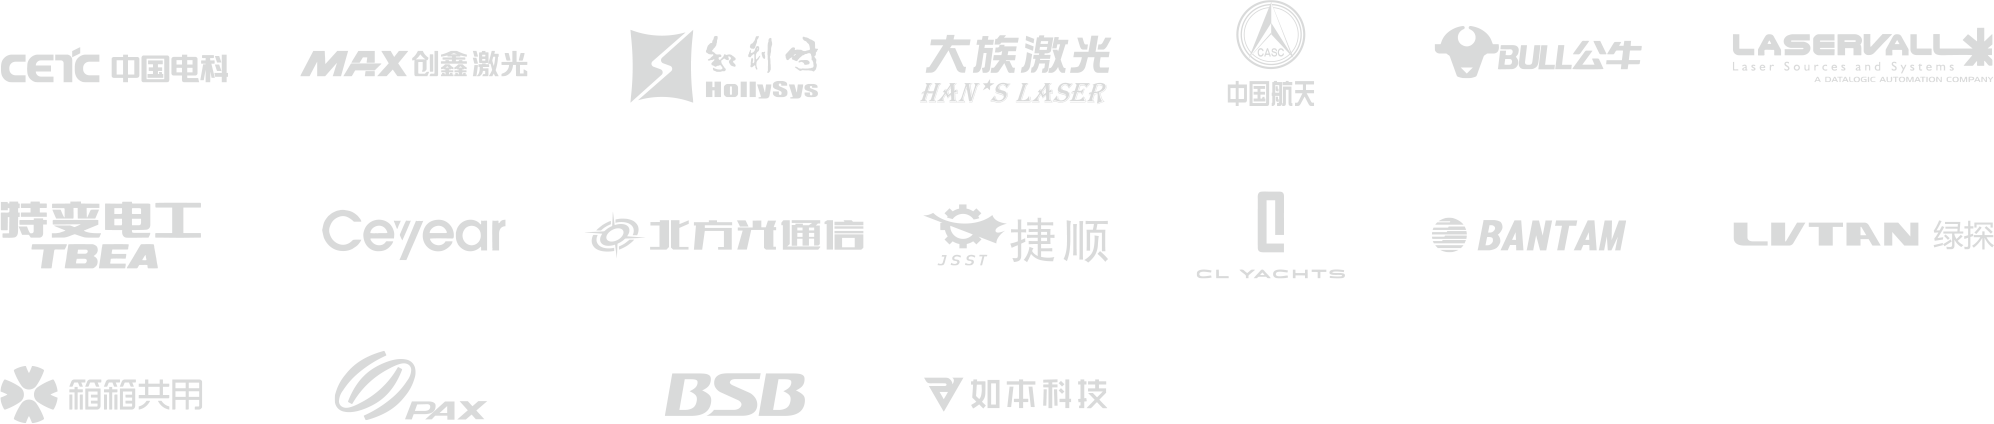 CETC 中国电科
MAX 创鑫激光
和利时
HollySys
大族激光
HAN★S LASER
CASC
中国航天
BULL公牛
LASERVALL
Laser Sources and Systems
A DATALOGIC AUTOMATION COMPANY
特变电工
TBEA
Ceyear
北方光通信
JSST 捷顺
CL YACHTS
BANTAM
LVTAN 绿探
箱箱共用
PAX
BSB
如本科技